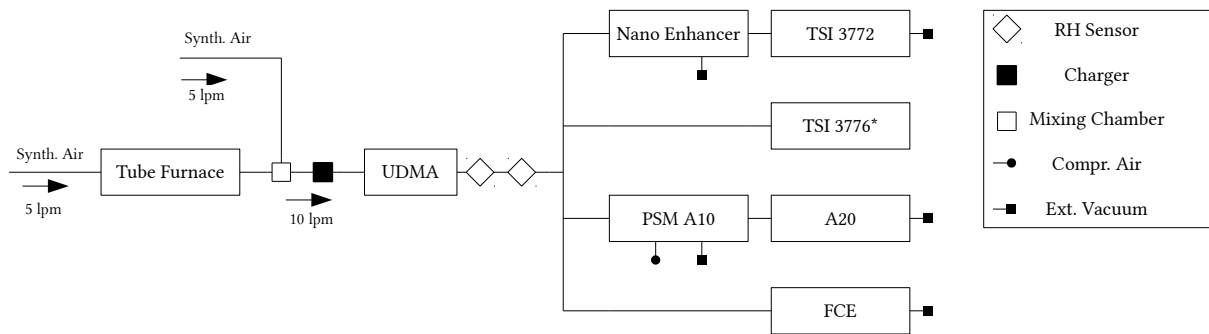 Synth. Air
5 lpm
Synth. Air
5 lpm
Tube Furnace
10 lpm
UDMA
Nano Enhancer
TSI 3772
TSI 3776*
PSM A10
A20
FCE
RH Sensor
Charger
Mixing Chamber
Compr. Air
Ext. Vacuum